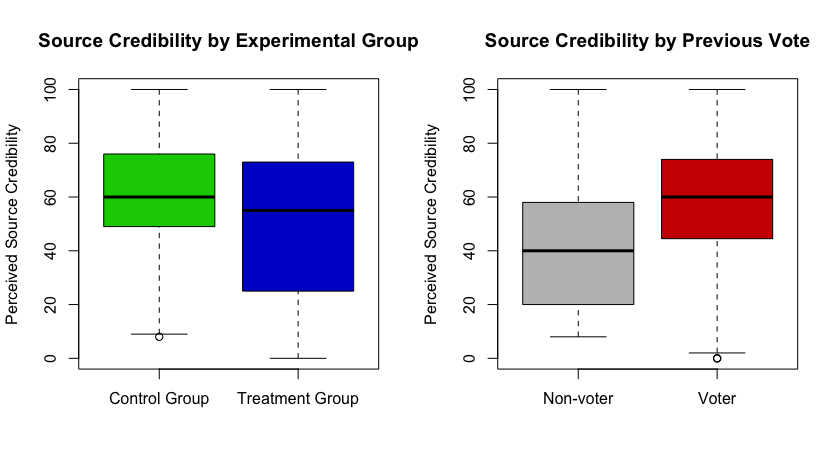 Source Credibility by Experimental Group
Perceived Source Credibility
100
80
60
40
20
0
Control Group
Treatment Group
Source Credibility by Previous Vote
Perceived Source Credibility
100
80
60
40
20
0
Non-voter
Voter